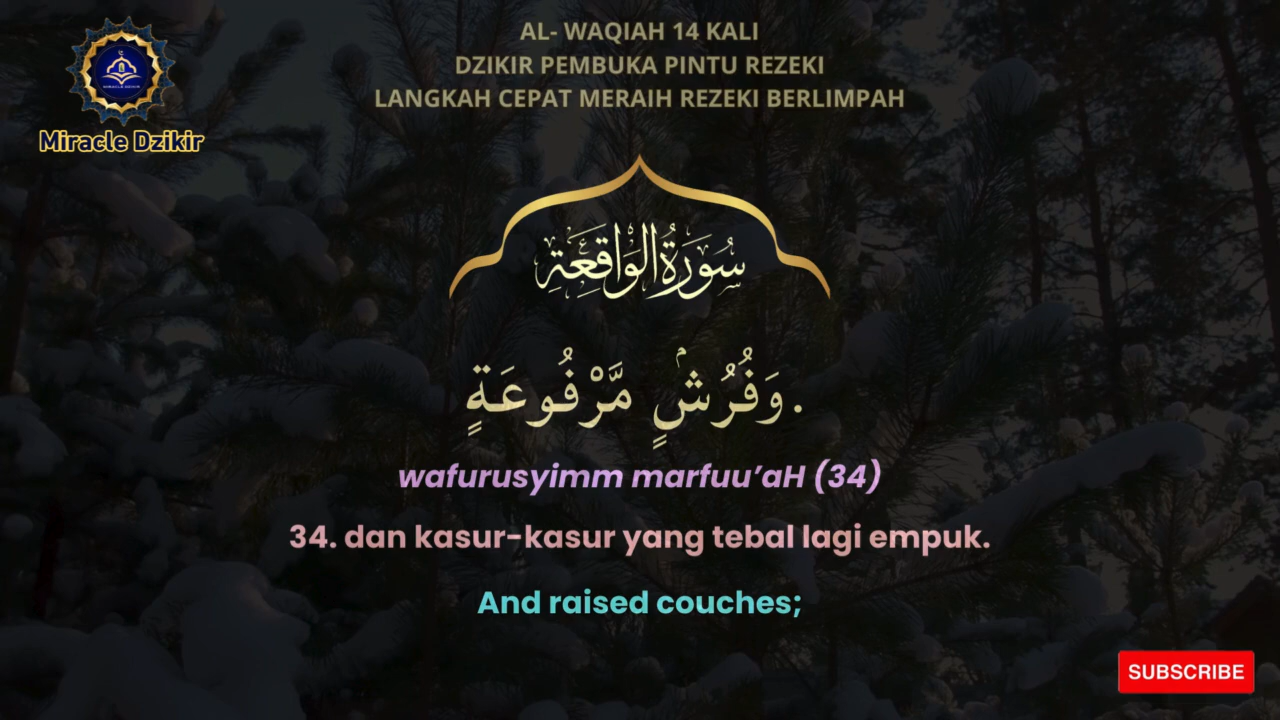 AL- WAQIAH 14 KALI
DZIKIR PEMBUKA PINTU REZEKI
LANGKAH CEPAT MERAIH REZEKI BERLIMPAH
Miracle Dzikir
سُورَةُ الْوَاقِعَةِ
وَفُرُشٍۢ مَّرْفُوعَةٍ.
wafurusyimm marfuu’aH (34)
34. dan kasur-kasur yang tebal lagi empuk.
And raised couches;
SUBSCRIBE